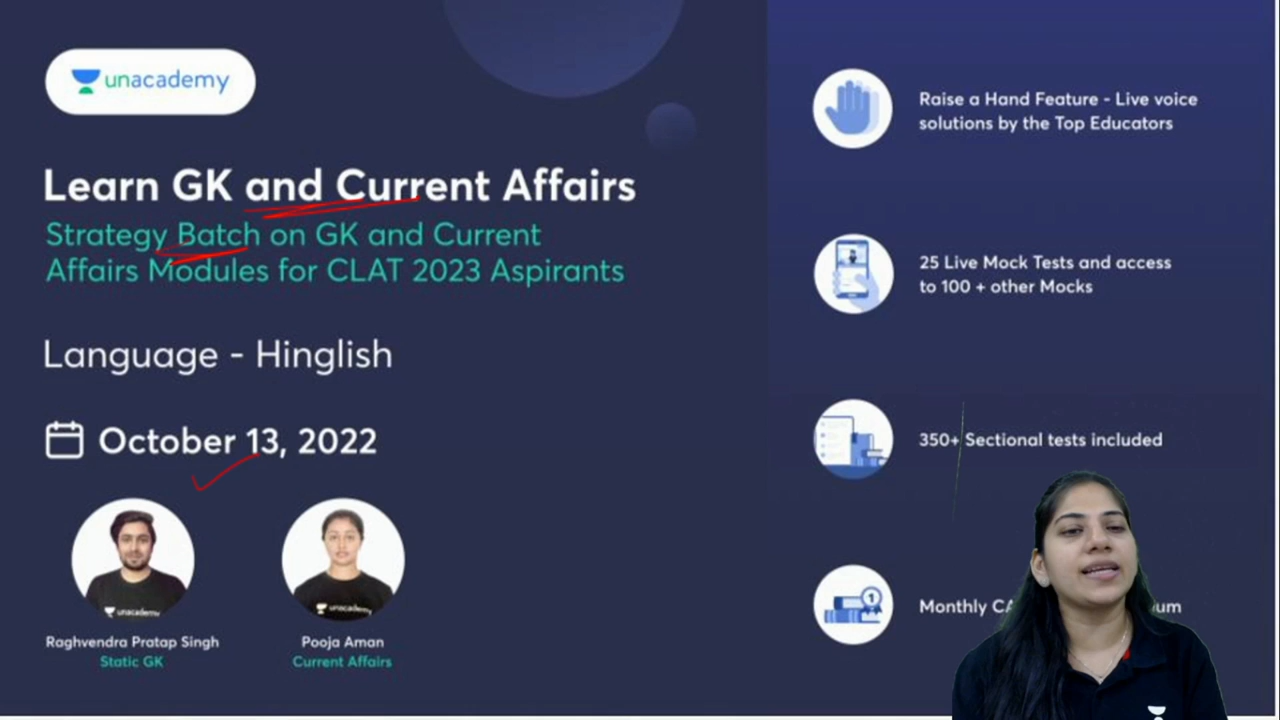 unacademy
Learn GK and Current Affairs
Strategy Batch on GK and Current
Affairs Modules for CLAT 2023 Aspirants
Language - Hinglish
October 13, 2022
unacademy
unacademy
Raghvendra Pratap Singh
Static GK
Pooja Aman
Current Affairs
Raise a Hand Feature - Live voice
solutions by the Top Educators
25 Live Mock Tests and access
to 100 + other Mocks
350+ Sectional tests included
1
Monthly